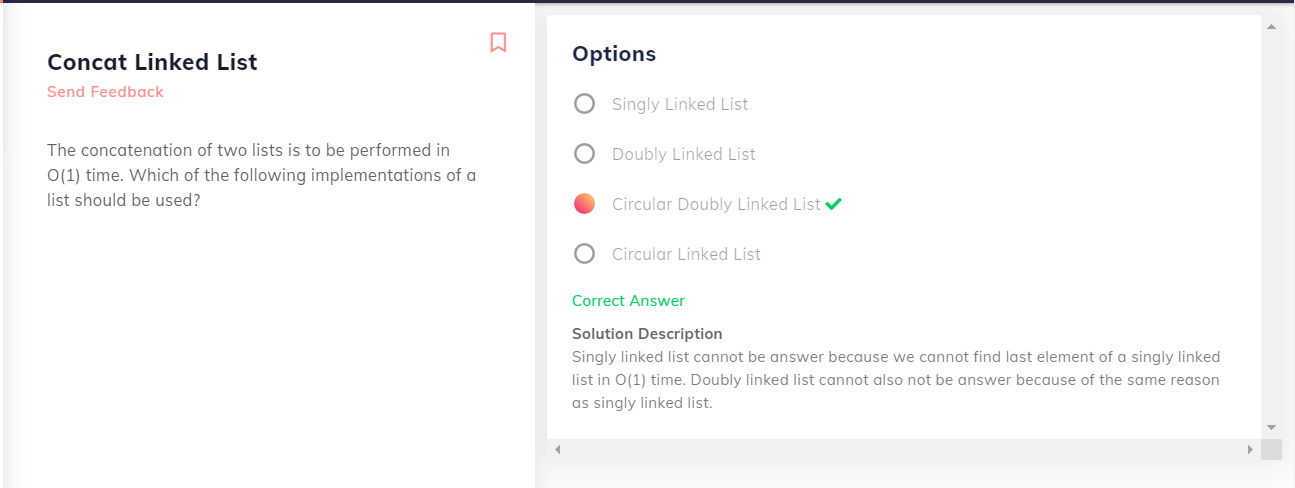 Concat Linked List
Send Feedback
The concatenation of two lists is to be performed in
O(1) time. Which of the following implementations of a
list should be used?
Options
Singly Linked List
Doubly Linked List
Circular Doubly Linked List
Circular Linked List
Correct Answer
Solution Description
Singly linked list cannot be answer because we cannot find last element of a singly linked
list in O(1) time. Doubly linked list cannot also not be answer because of the same reason
as singly linked list.